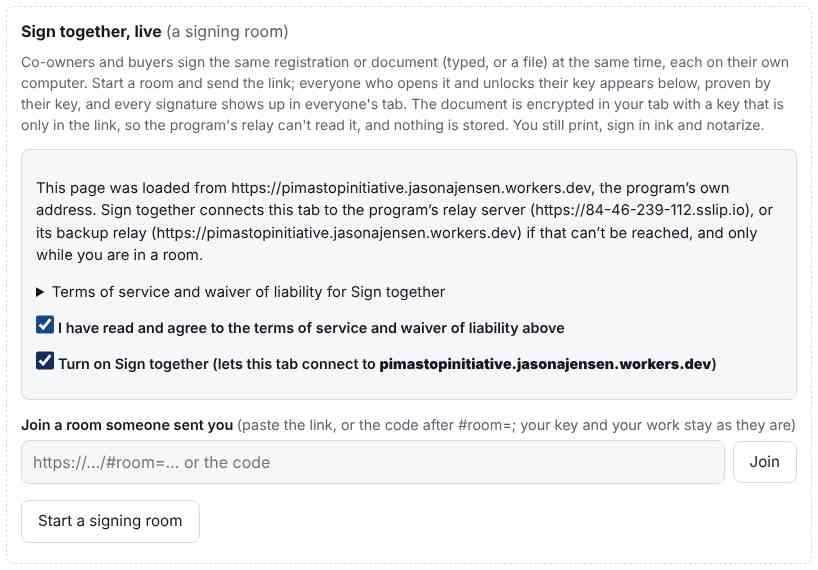 Sign together, live (a signing room)
Co-owners and buyers sign the same registration or document (typed, or a file) at the same time, each on their own
computer. Start a room and send the link; everyone who opens it and unlocks their key appears below, proven by
their key, and every signature shows up in everyone's tab. The document is encrypted in your tab with a key that is
only in the link, so the program's relay can't read it, and nothing is stored. You still print, sign in ink and notarize.
This page was loaded from https://pimastopinitiative.jasonajensen.workers.dev, the program’s own
address. Sign together connects this tab to the program’s relay server (https://84-46-239-112.sslip.io), or
its backup relay (https://pimastopinitiative.jasonajensen.workers.dev) if that can’t be reached, and only
while you are in a room.
▶ Terms of service and waiver of liability for Sign together
I have read and agree to the terms of service and waiver of liability above
Turn on Sign together (lets this tab connect to pimastopinitiative.jasonajensen.workers.dev)
Join a room someone sent you (paste the link, or the code after #room=; your key and your work stay as they are)
https://.../#room=... or the code
Join
Start a signing room